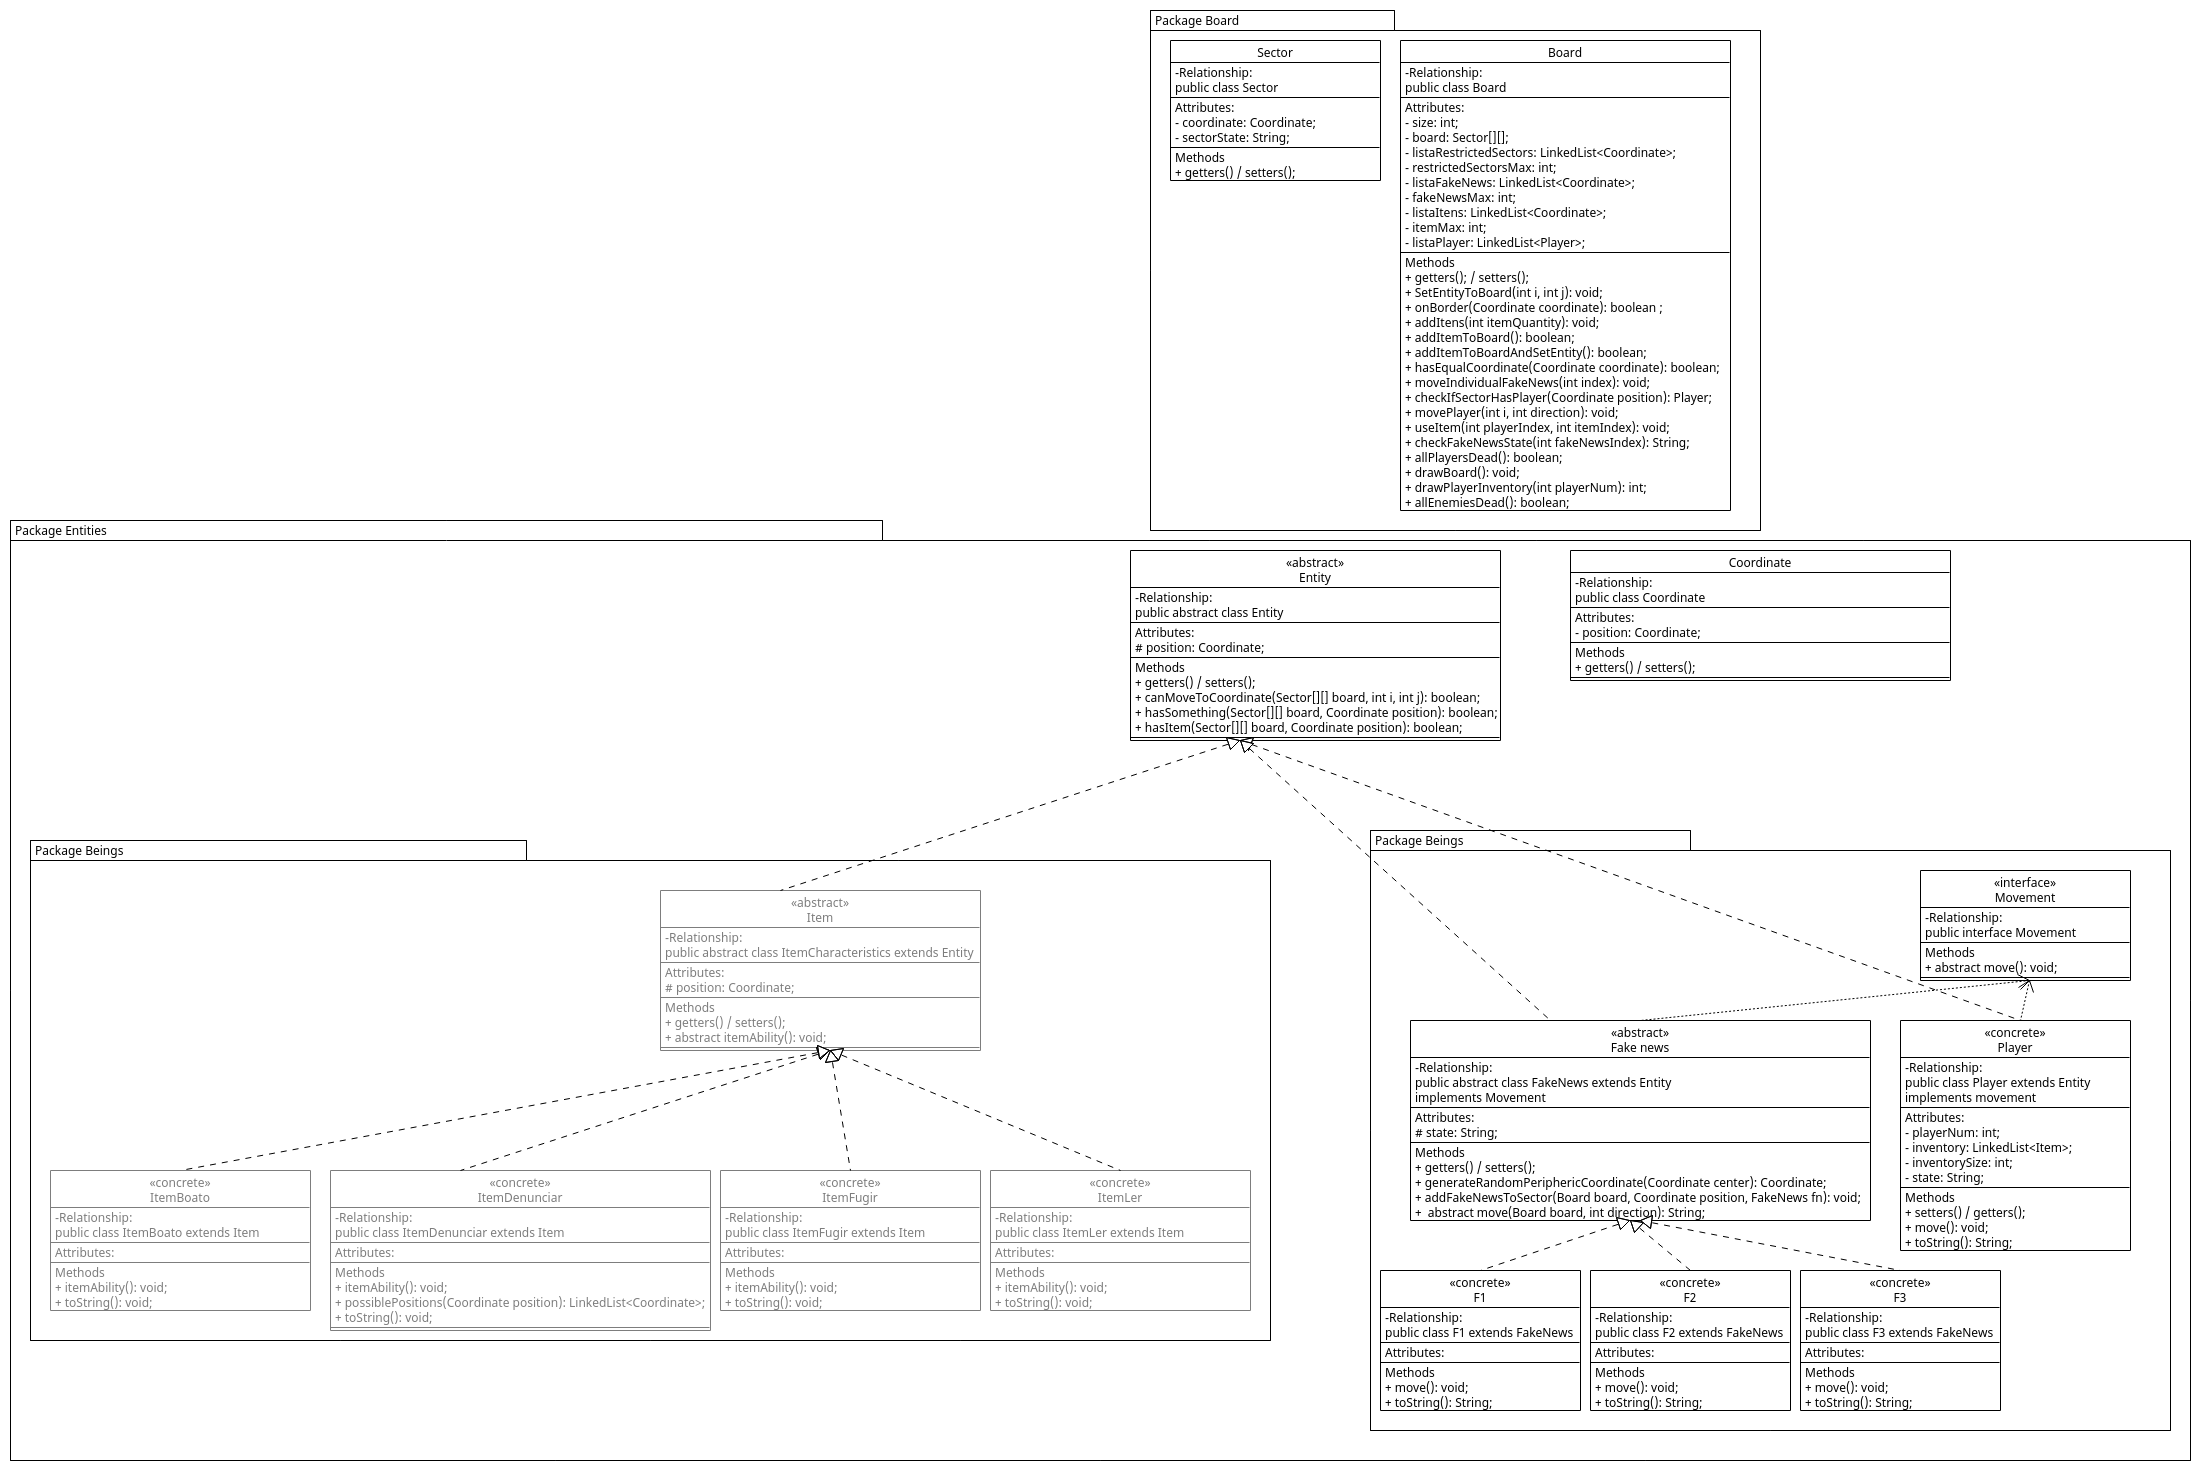 Package Board
Sector
-Relationship:
public class Sector
Attributes:
- coordinate: Coordinate;
- sectorState: String;
Methods
+ getters() / setters();
Board
-Relationship:
public class Board
Attributes:
- size: int;
- board: Sector[][];
- listaRestrictedSectors: LinkedList<Coordinate>;
- restrictedSectorsMax: int;
- listaFakeNews: LinkedList<Coordinate>;
- fakeNewsMax: int;
- listaItens: LinkedList<Coordinate>;
- itemMax: int;
- listaPlayer: LinkedList<Player>;
Methods
+ getters(); / setters();
+ SetEntityToBoard(int i, int j): void;
+ onBorder(Coordinate coordinate): boolean ;
+ addItens(int itemQuantity): void;
+ addItemToBoard(): boolean;
+ addItemToBoardAndSetEntity(): boolean;
+ hasEqualCoordinate(Coordinate coordinate): boolean;
+ moveIndividualFakeNews(int index): void;
+ checkIfSectorHasPlayer(Coordinate position): Player;
+ movePlayer(int i, int direction): void;
+ useItem(int playerIndex, int itemIndex): void;
+ checkFakeNewsState(int fakeNewsIndex): String;
+ allPlayersDead(): boolean;
+ drawBoard(): void;
+ drawPlayerInventory(int playerNum): int;
+ allEnemiesDead(): boolean;
Package Entities
«abstract»
Entity
-Relationship:
public abstract class Entity
Attributes:
# position: Coordinate;
Methods
+ getters() / setters();
+ canMoveToCoordinate(Sector[][] board, int i, int j): boolean;
+ hasSomething(Sector[][] board, Coordinate position): boolean;
+ hasItem(Sector[][] board, Coordinate position): boolean;
Coordinate
-Relationship:
public class Coordinate
Attributes:
- position: Coordinate;
Methods
+ getters() / setters();
Package Beings
«abstract»
Item
-Relationship:
public abstract class ItemCharacteristics extends Entity
Attributes:
# position: Coordinate;
Methods
+ getters() / setters();
+ abstract itemAbility(): void;
«concrete»
ItemBoato
-Relationship:
public class ItemBoato extends Item
Attributes:
Methods
+ itemAbility(): void;
+ toString(): void;
«concrete»
ItemDenunciar
-Relationship:
public class ItemDenunciar extends Item
Attributes:
Methods
+ itemAbility(): void;
+ possiblePositions(Coordinate position): LinkedList<Coordinate>;
+ toString(): void;
«concrete»
ItemFugir
-Relationship:
public class ItemFugir extends Item
Attributes:
Methods
+ itemAbility(): void;
+ toString(): void;
«concrete»
ItemLer
-Relationship:
public class ItemLer extends Item
Attributes:
Methods
+ itemAbility(): void;
+ toString(): void;
Package Beings
«interface»
Movement
-Relationship:
public interface Movement
Methods
+ abstract move(): void;
«abstract»
Fake news
-Relationship:
public abstract class FakeNews extends Entity
implements Movement
Attributes:
# state: String;
Methods
+ getters() / setters();
+ generateRandomPeriphericCoordinate(Coordinate center): Coordinate;
+ addFakeNewsToSector(Board board, Coordinate position, FakeNews fn): void;
+  abstract move(Board board, int direction): String;
«concrete»
Player
-Relationship:
public class Player extends Entity
implements movement
Attributes:
- playerNum: int;
- inventory: LinkedList<Item>;
- inventorySize: int;
- state: String;
Methods
+ setters() / getters();
+ move(): void;
+ toString(): String;
«concrete»
F1
-Relationship:
public class F1 extends FakeNews
Attributes:
Methods
+ move(): void;
+ toString(): String;
«concrete»
F2
-Relationship:
public class F2 extends FakeNews
Attributes:
Methods
+ move(): void;
+ toString(): String;
«concrete»
F3
-Relationship:
public class F3 extends FakeNews
Attributes:
Methods
+ move(): void;
+ toString(): String;